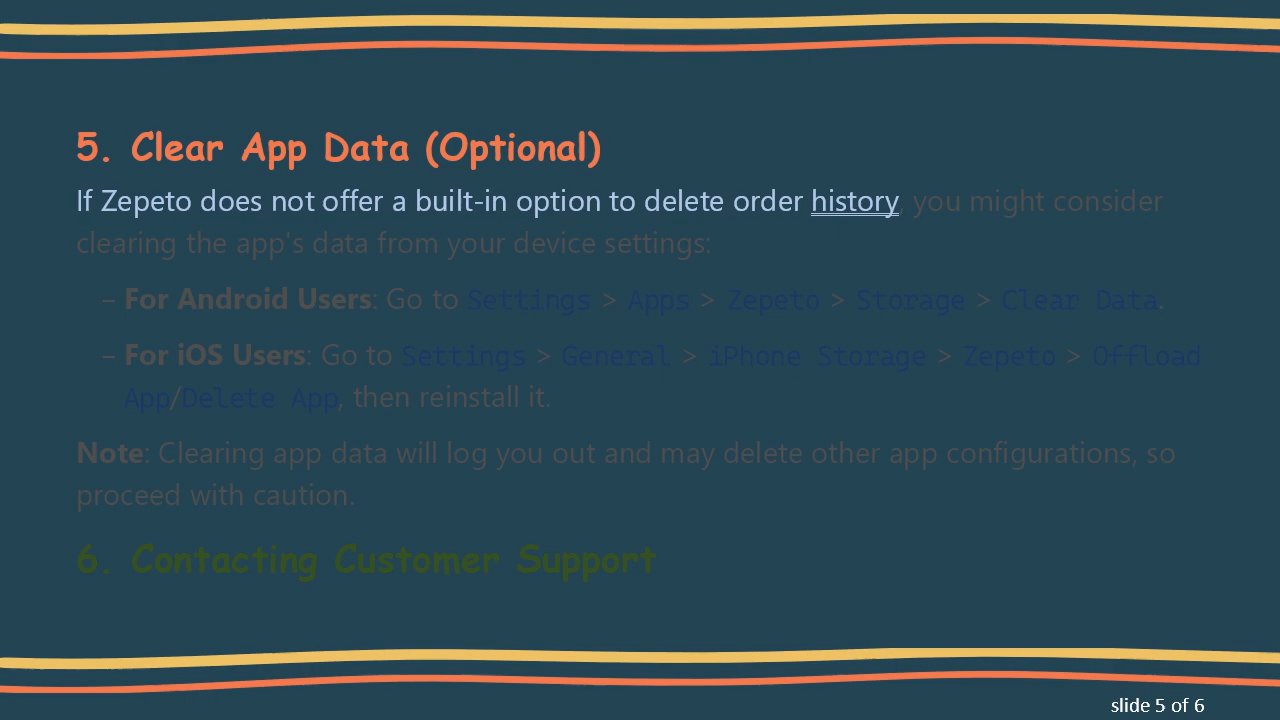 5. Clear App Data (Optional)
If Zepeto does not offer a built-in option to delete order history, you might consider
clearing the app's data from your device settings:
– For Android Users: Go to Settings > Apps > Zepeto > Storage > Clear Data.
– For iOS Users: Go to Settings > General > iPhone Storage > Zepeto > Offload
App/Delete App, then reinstall it.
Note: Clearing app data will log you out and may delete other app configurations, so
proceed with caution.
6. Contacting Customer Support
slide 5 of 6